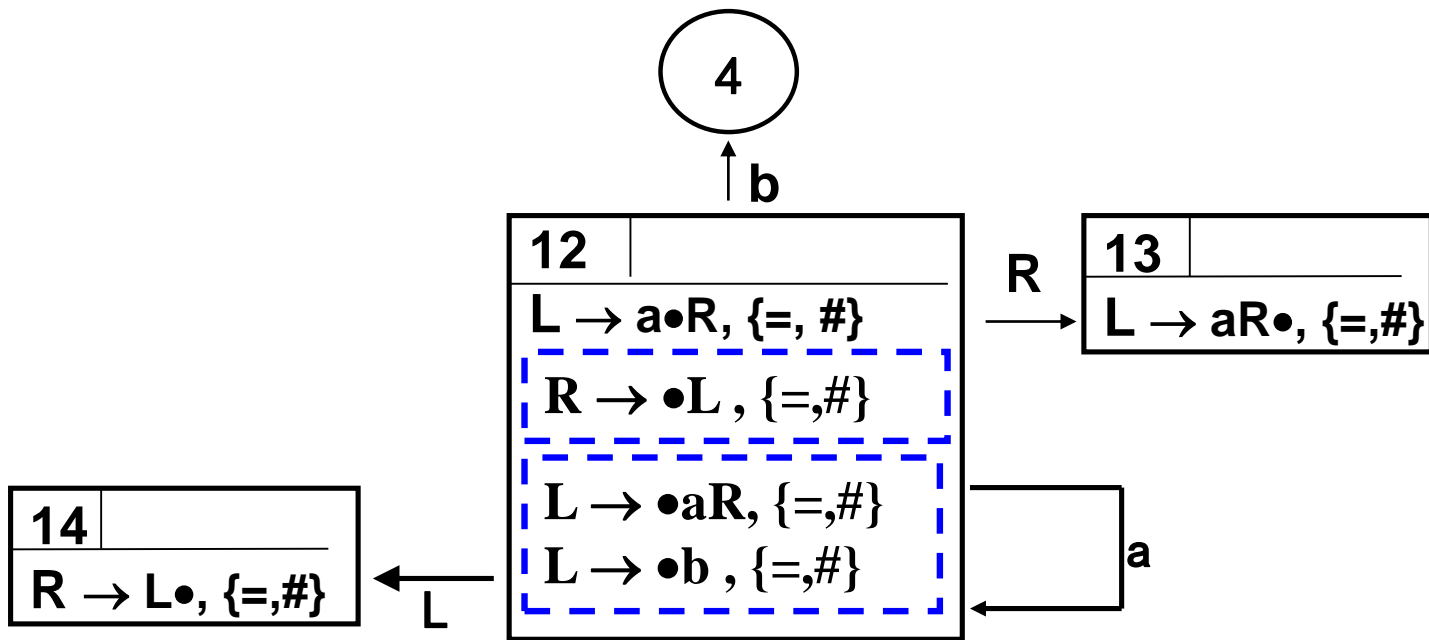 4
b
12
L → a●R, {=, #}
R → ●L , {=,#}
L → ●aR, {=,#}
L → ●b , {=,#}
R
13
L → aR●, {=,#}
a
L
14
R → L●, {=,#}